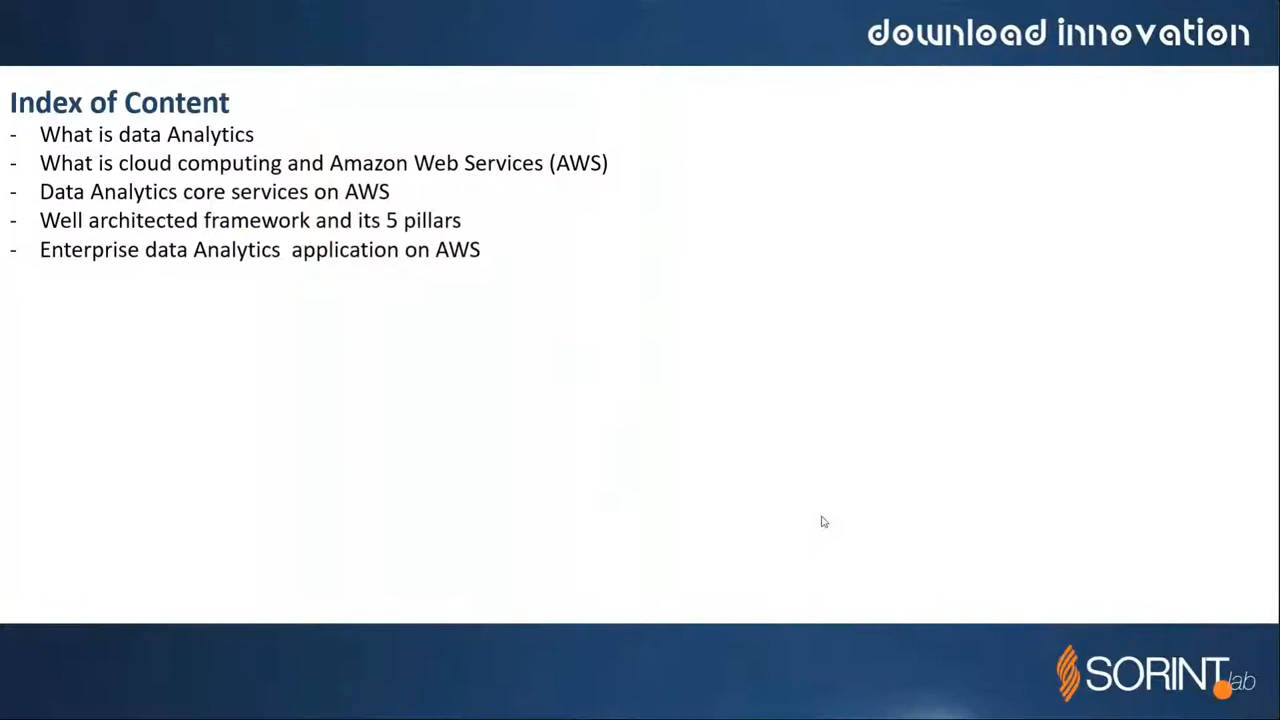 download innovation
Index of Content
- What is data Analytics
- What is cloud computing and Amazon Web Services (AWS)
- Data Analytics core services on AWS
- Well architected framework and its 5 pillars
- Enterprise data Analytics  application on AWS
SORINT.lab